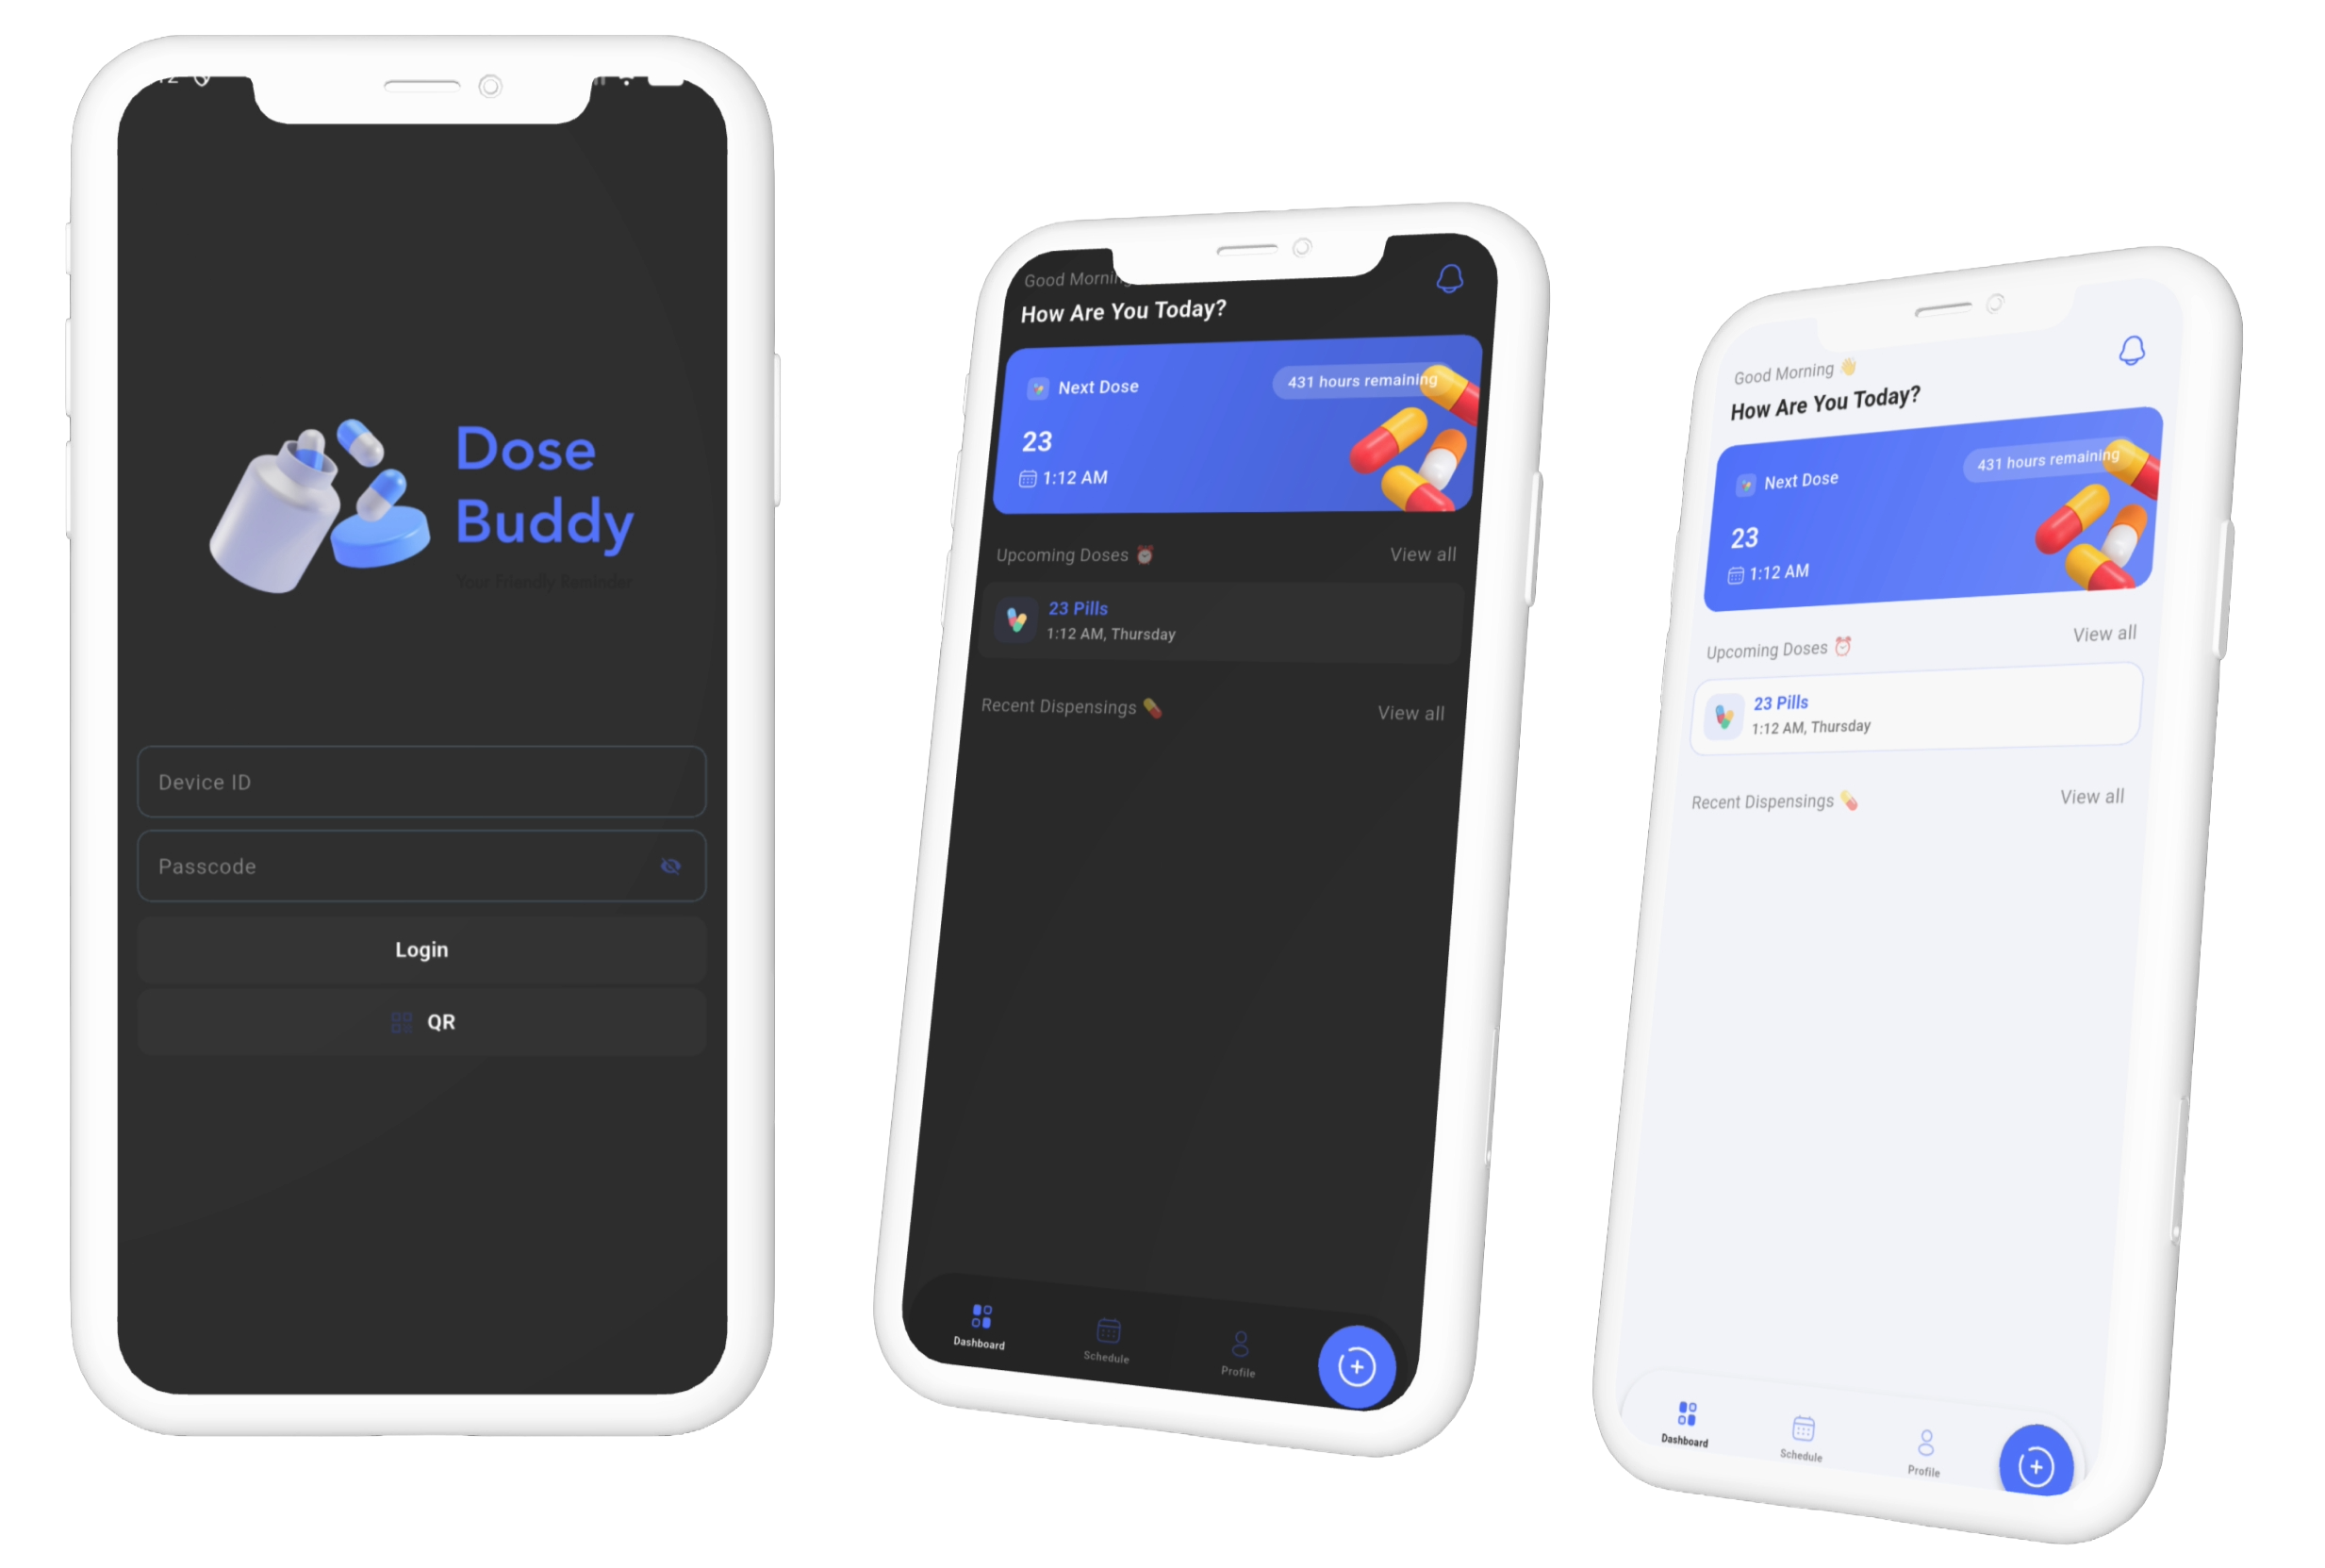 Dose
Buddy
Your Friendly Reminder
Device ID
Passcode
Login
QR
Good Mornin
How Are You Today?
Next Dose
431 hours remaining
23
1:12 AM
Upcoming Doses ⏰
View all
23 Pills
1:12 AM, Thursday
Recent Dispensings 💊
View all
Dashboard
Schedule
Profile
Good Morning 👋
How Are You Today?
Next Dose
431 hours remaining
23
1:12 AM
Upcoming Doses ⏰
View all
23 Pills
1:12 AM, Thursday
Recent Dispensings 💊
View all
Dashboard
Schedule
Profile